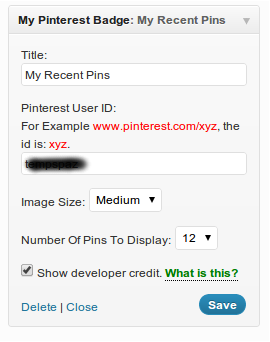 My Pinterest Badge: My Recent Pins
Title:
My Recent Pins
Pinterest User ID:
For Example www.pinterest.com/xyz, the
id is: xyz.
Image Size: Medium
Number Of Pins To Display: 12
Show developer credit. What is this?
Delete | Close Save